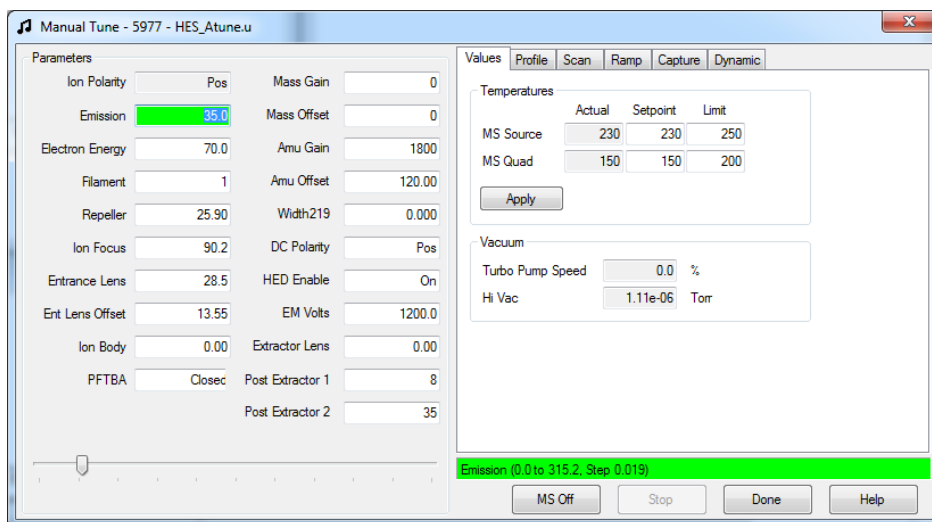 Manual Tune - 5977 - HES_Atune.u
x
Parameters
Ion Polarity Pos
Emission 35.0
Electron Energy 70.0
Filament 1
Repeller 25.90
Ion Focus 90.2
Entrance Lens 28.5
Ent Lens Offset 13.55
Ion Body 0.00
PFTBA Closed
Mass Gain 0
Mass Offset 0
Amu Gain 1800
Amu Offset 120.00
Width219 0.000
DC Polarity Pos
HED Enable On
EM Volts 1200.0
Extractor Lens 0.00
Post Extractor 1 8
Post Extractor 2 35
Values Profile Scan Ramp Capture Dynamic
Temperatures
Actual Setpoint Limit
MS Source 230 230 250
MS Quad 150 150 200
Apply
Vacuum
Turbo Pump Speed 0.0 %
Hi Vac 1.11e-06 Torr
Emission (0.0 to 315.2, Step 0.019)
MS Off Stop Done Help